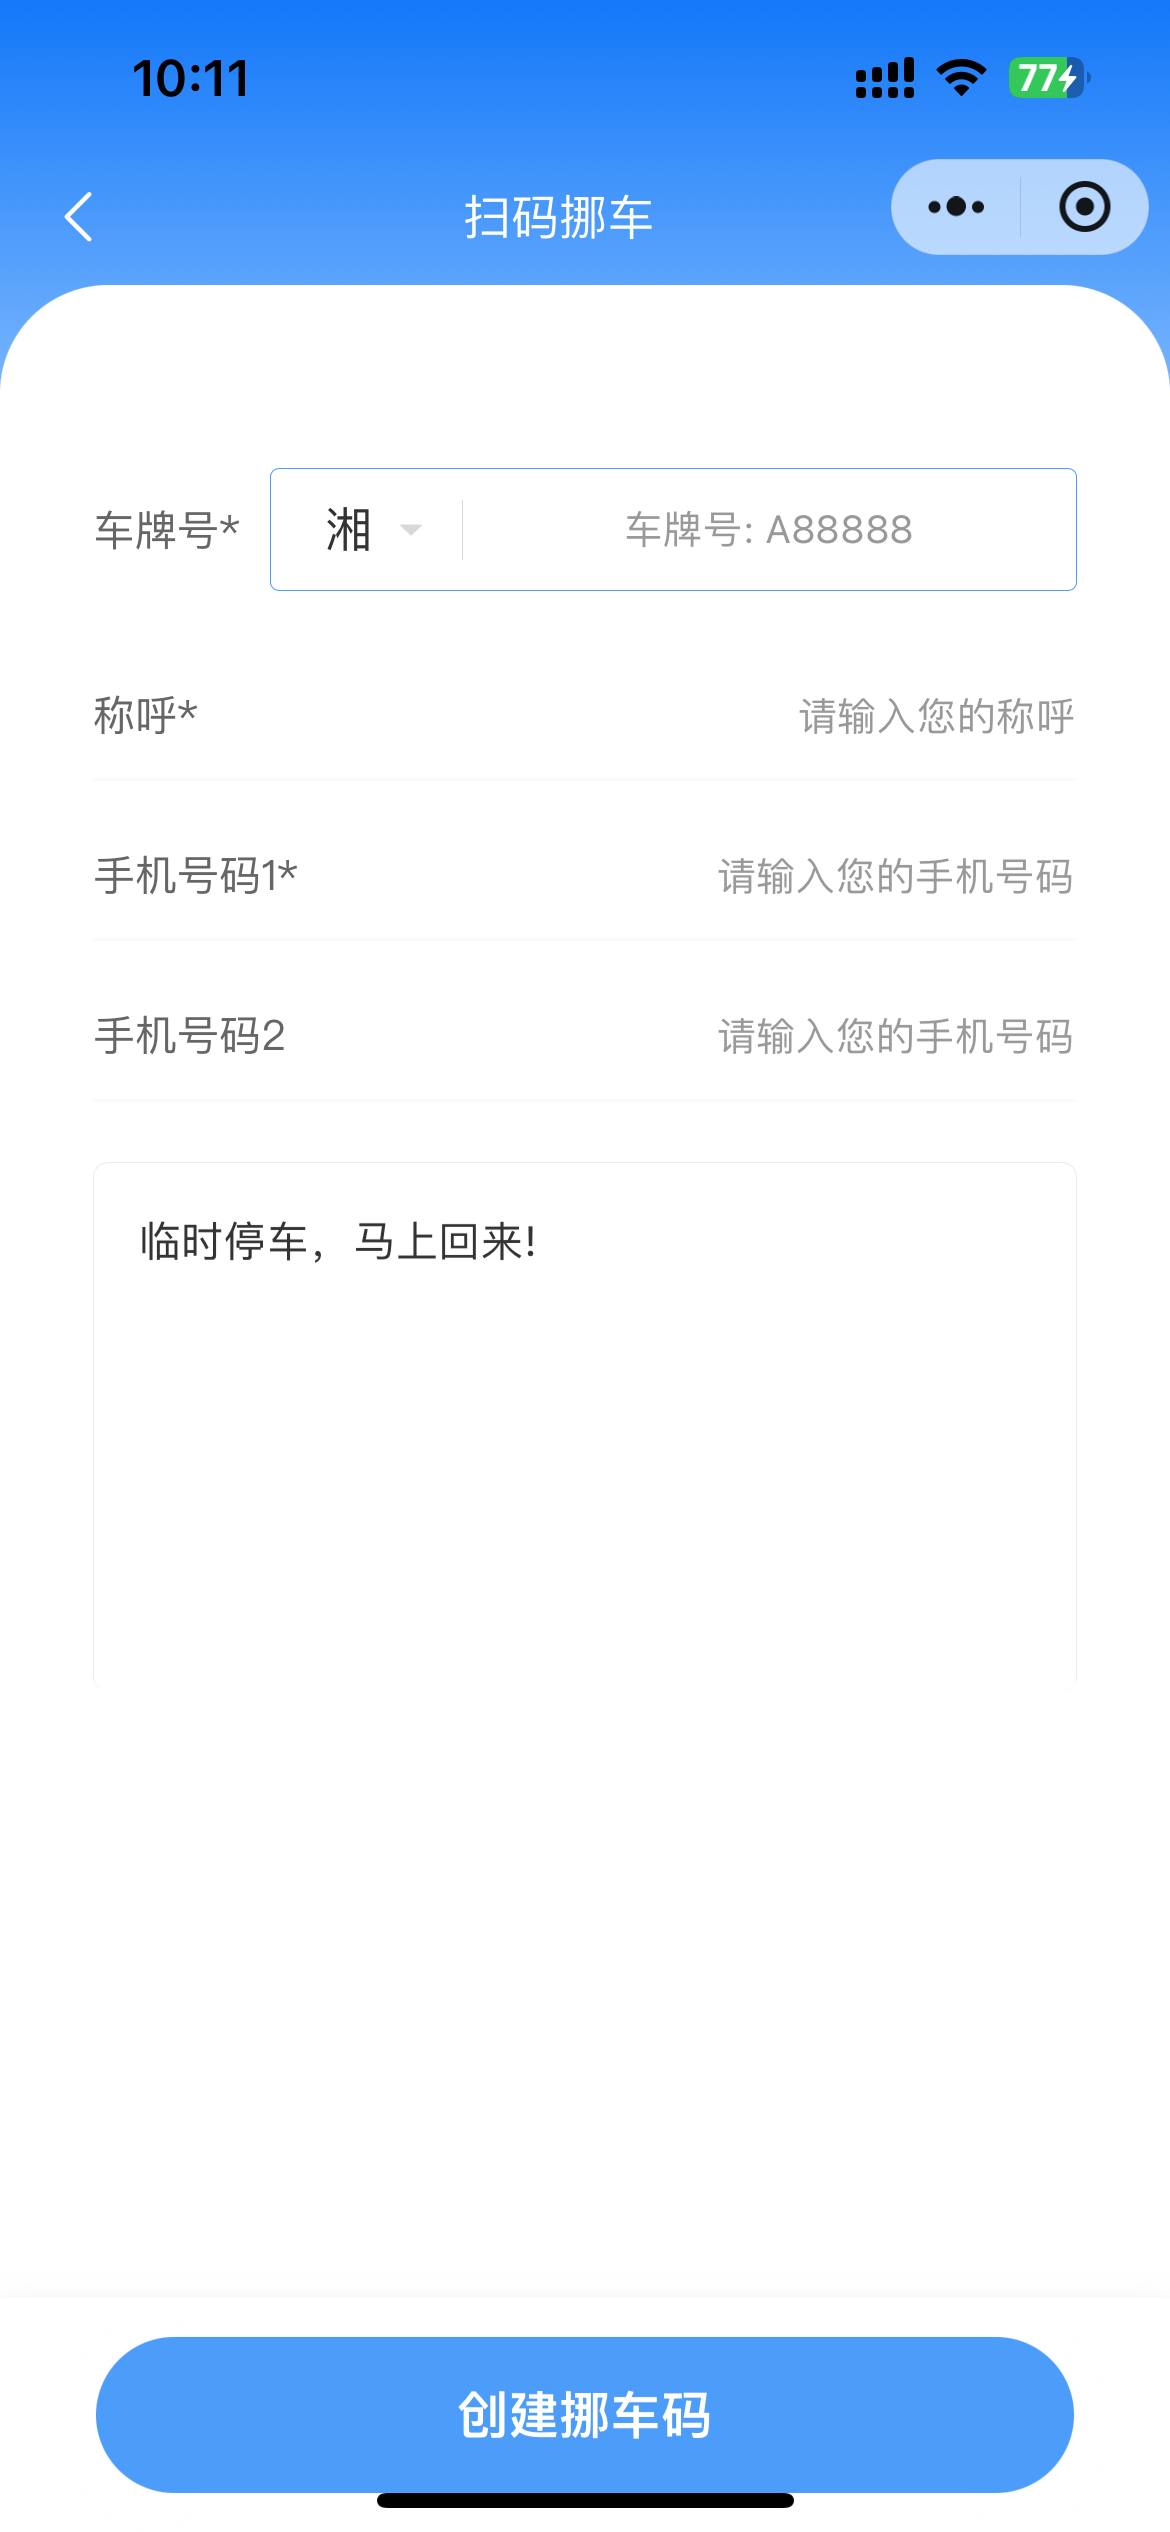 10:11
77
扫码挪车
车牌号*
湘
车牌号: A88888
称呼*
请输入您的称呼
手机号码1*
请输入您的手机号码
手机号码2
请输入您的手机号码
临时停车，马上回来!
创建挪车码